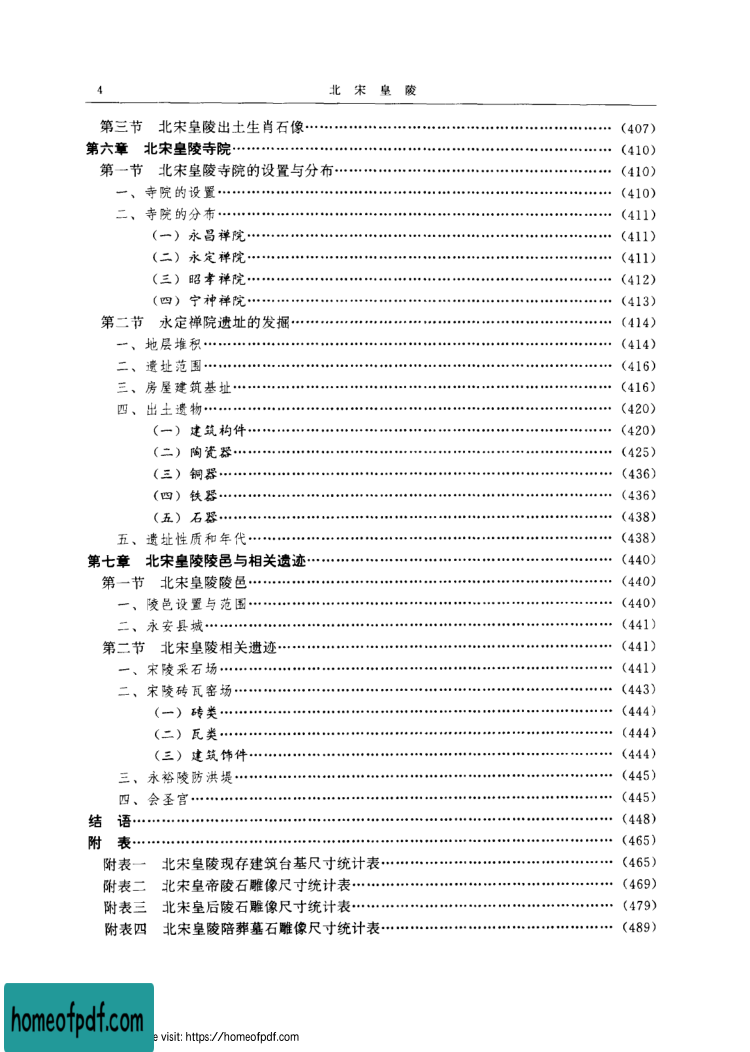 4 北宋皇陵
第三节 北宋皇陵出土生肖石像……(407)
第六章 北宋皇陵寺院……(410)
第一节 北宋皇陵寺院的设置与分布……(410)
一、寺院的设置……(410)
二、寺院的分布……(411)
(一)永昌禅院……(411)
(二)永定禅院……(411)
(三)昭孝禅院……(412)
(四)宁神禅院……(413)
第二节 永定禅院遗址的发掘……(414)
一、地层堆积……(414)
二、遗址范围……(416)
三、房屋建筑基址……(416)
四、出土遗物……(420)
(一)建筑构件……(420)
(二)陶瓷器……(425)
(三)铜器……(436)
(四)铁器……(436)
(五)石器……(438)
五、遗址性质和年代……(438)
第七章 北宋皇陵陵邑与相关遗迹……(440)
第一节 北宋皇陵陵邑……(440)
一、陵邑设置与范围……(440)
二、永安县城……(441)
第二节 北宋皇陵相关遗迹……(441)
一、宋陵采石场……(441)
二、宋陵砖瓦窑场……(443)
(一)砖类……(444)
(二)瓦类……(444)
(三)建筑饰件……(444)
三、永裕陵防洪堤……(445)
四、会圣宫……(445)
结 语……(448)
附 表……(465)
附表一 北宋皇陵现存建筑台基尺寸统计表……(465)
附表二 北宋皇帝陵石雕像尺寸统计表……(469)
附表三 北宋皇后陵石雕像尺寸统计表……(479)
附表四 北宋皇陵陪葬墓石雕像尺寸统计表……(489)
homeofpdf.com
e visit: https://homeofpdf.com